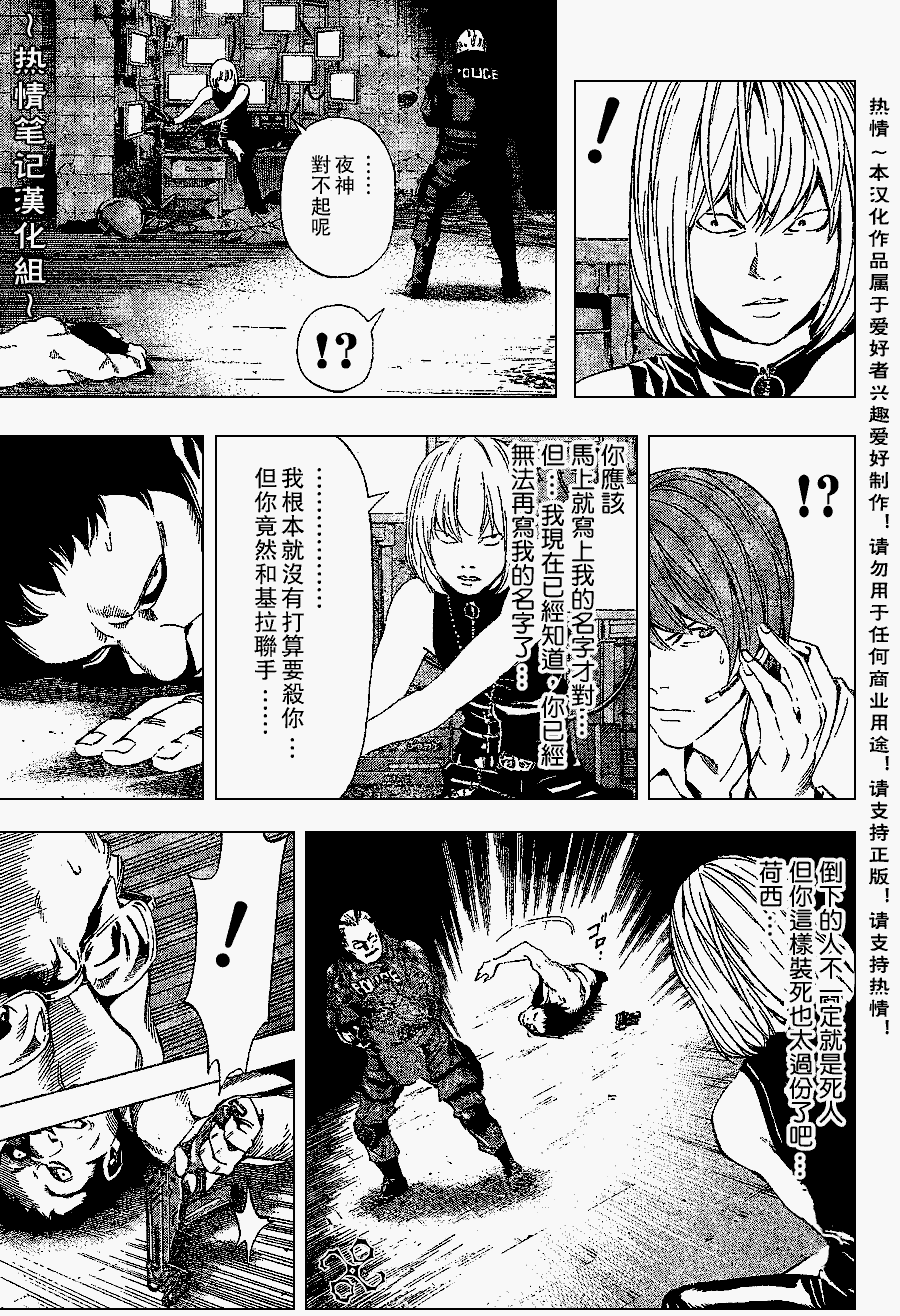 !
POLICE
……
夜神
對不起呢
!?
!?
你應該
馬上就寫上我的名字才對…
但…我現在已經知道，你已經
無法再寫我的名字了…
…………………
我根本就沒有打算要殺你…
但你竟然和基拉聯手……
倒下的人不一定就是死人
但你這樣裝死也太過份了吧…
荷西…
ゴロ
POLICE
!
~热情笔记漢化組~
热情~本汉化作品属于爱好者兴趣爱好制作！请勿用于任何商业用途！请支持正版！请支持热情！